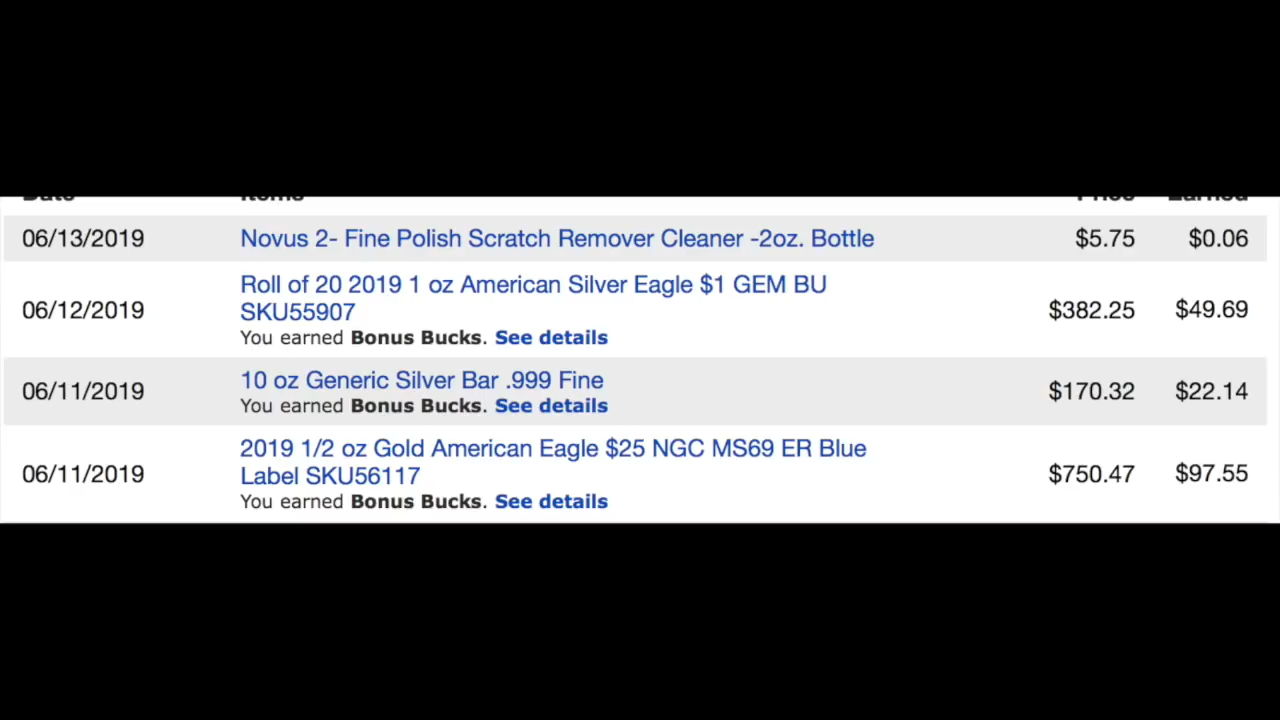 Date Items Price Earned
06/13/2019 Novus 2- Fine Polish Scratch Remover Cleaner -2oz. Bottle $5.75 $0.06
Roll of 20 2019 1 oz American Silver Eagle $1 GEM BU
06/12/2019 SKU55907 $382.25 $49.69
You earned Bonus Bucks. See details
10 oz Generic Silver Bar .999 Fine
06/11/2019 $170.32 $22.14
You earned Bonus Bucks. See details
2019 1/2 oz Gold American Eagle $25 NGC MS69 ER Blue
06/11/2019 Label SKU56117 $750.47 $97.55
You earned Bonus Bucks. See details